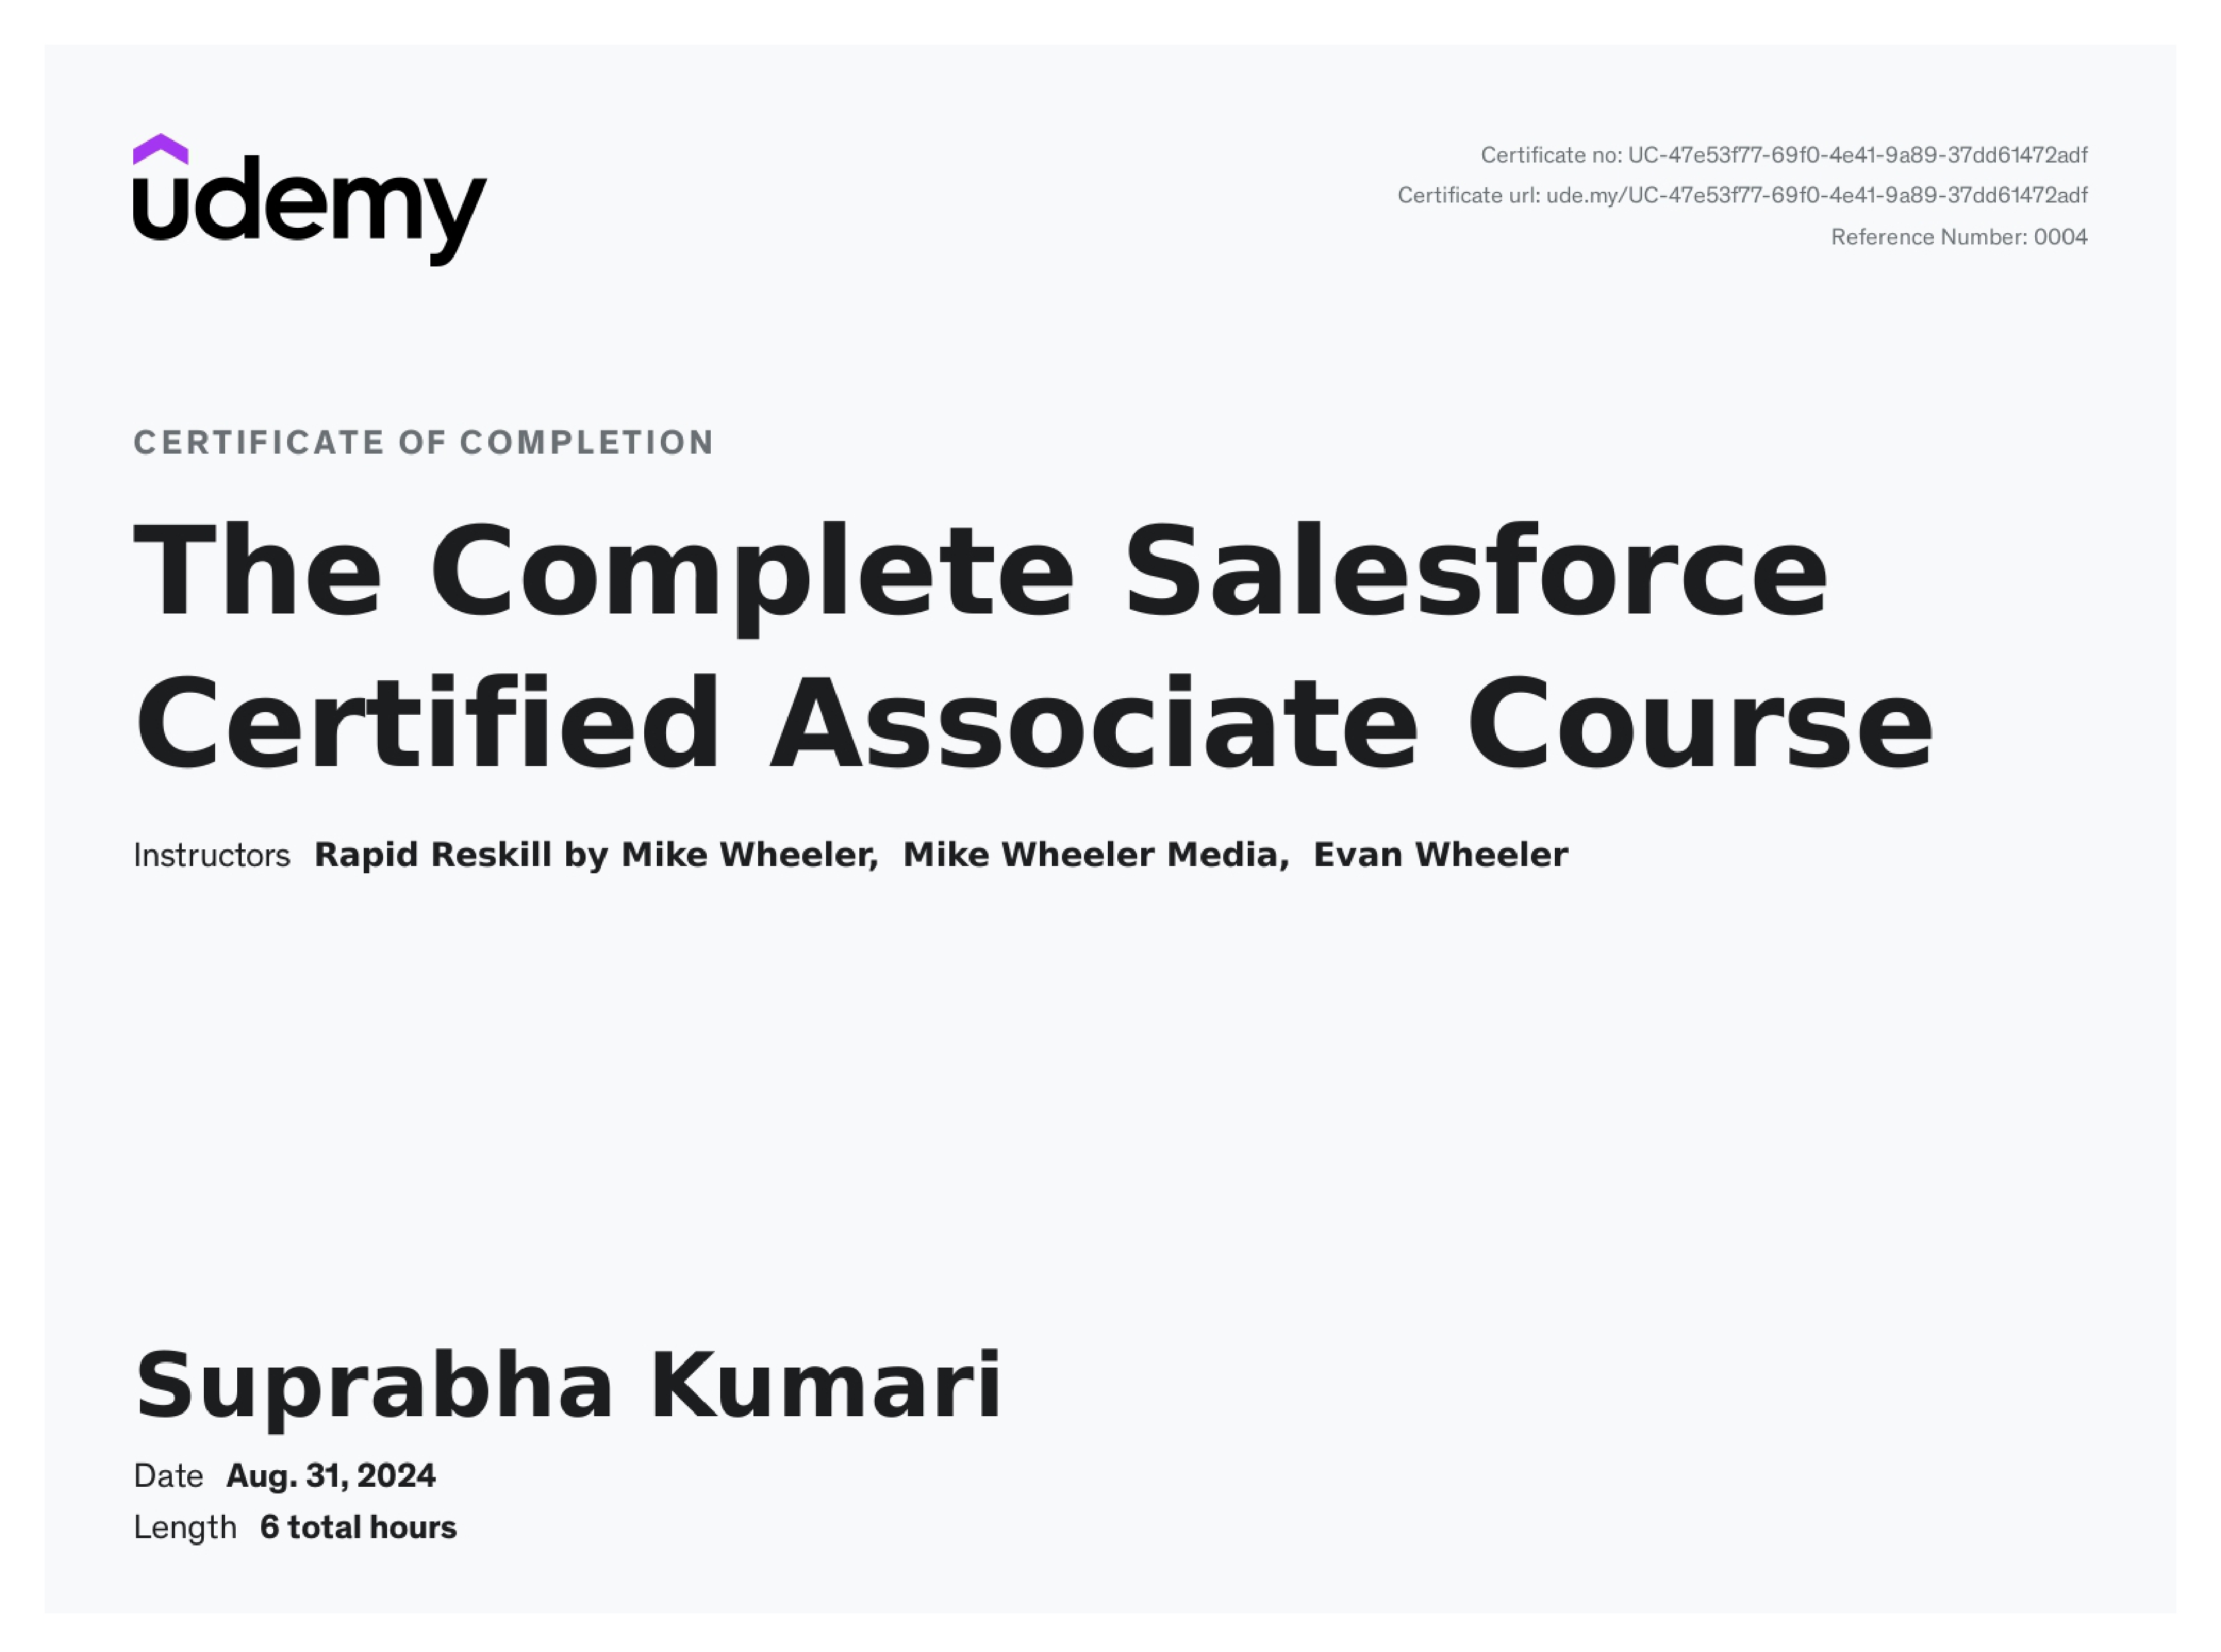 udemy
Certificate no: UC-47e53f77-69f0-4e41-9a89-37dd61472adf
Certificate url: ude.my/UC-47e53f77-69f0-4e41-9a89-37dd61472adf
Reference Number: 0004
CERTIFICATE OF COMPLETION
The Complete Salesforce
Certified Associate Course
Instructors Rapid Reskill by Mike Wheeler, Mike Wheeler Media, Evan Wheeler
Suprabha Kumari
Date Aug. 31, 2024
Length 6 total hours